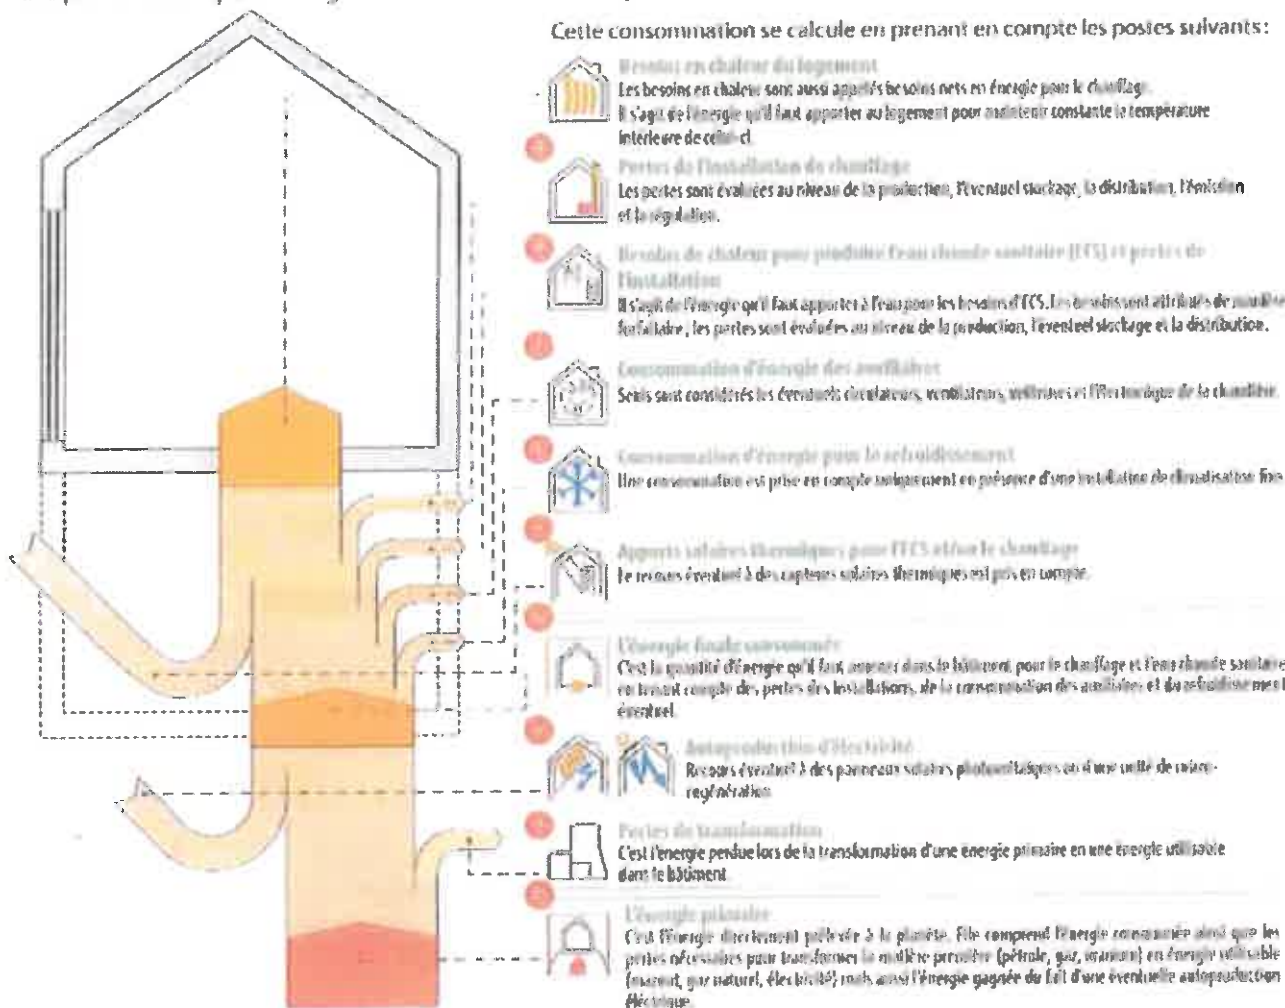 Cette consommation se calcule en prenant en compte les postes suivants :
Besoins en chaleur du logement
Les besoins en chaleur sont aussi appelés besoins nets en énergie pour le chauffage.
Il s'agit de l'énergie qu'il faut apporter au logement pour maintenir constante la température
intérieure de celui-ci.
Pertes de l'installation de chauffage
Les pertes sont évaluées au niveau de la production, l'éventuel stockage, la distribution, l'émission
et la régulation.
Besoins de chaleur pour produire l'eau chaude sanitaire (ECS) et pertes de
l'installation
Il s'agit de l'énergie qu'il faut apporter à l'eau pour les besoins d'ECS. Les besoins sont attribués de manière
forfaitaire, les pertes sont évaluées au niveau de la production, l'éventuel stockage et la distribution.
Consommation d'énergie des auxiliaires
Seuls sont considérés les éventuels circulateurs, ventilateurs, veilleuses et l'électronique de la chaudière.
Consommation d'énergie pour le refroidissement
Une consommation est prise en compte uniquement en présence d'une installation de climatisation fixe
Apports solaires thermiques pour l'ECS et/ou le chauffage
Le recours éventuel à des capteurs solaires thermiques est pris en compte.
L'énergie finale consommée
C'est la quantité d'énergie qu'il faut amener dans le bâtiment pour le chauffage et l'eau chaude sanitaire
en tenant compte des pertes des installations, de la consommation des auxiliaires et du refroidissement
éventuel.
Autoproduction d'électricité
Recours éventuel à des panneaux solaires photovoltaïques ou d'une unité de
Pertes de transformation
C'est l'énergie perdue lors de la transformation d'une énergie primaire en une énergie utilisable
dans le bâtiment.
L'énergie primaire
C'est l'énergie directement prélevée à la planète. Elle comprend l'énergie consommée ainsi que les
pertes nécessaires pour transformer la matière première (pétrole, gaz, uranium) en énergie utilisable
(mazout, gaz naturel, électricité) mais aussi l'énergie gagnée du fait d'une éventuelle autoproduction
électrique.